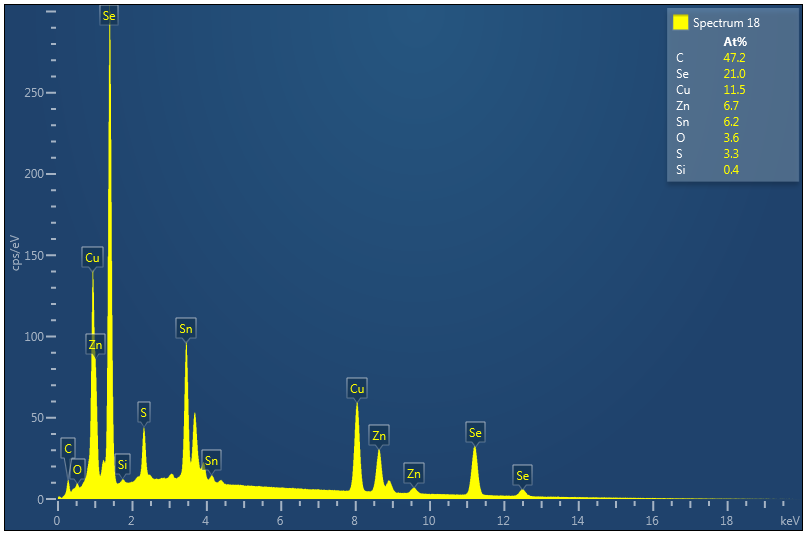 Se
Spectrum 18
At%
C 47.2
Se 21.0
Cu 11.5
Zn 6.7
Sn 6.2
O 3.6
S 3.3
Si 0.4
250
200
Cu
150
cps/eV
Zn
Sn
100
Cu
S
50
C
O
Si
Sn
Zn
Zn
Se
Se
0
0 2 4 6 8 10 12 14 16 18 keV